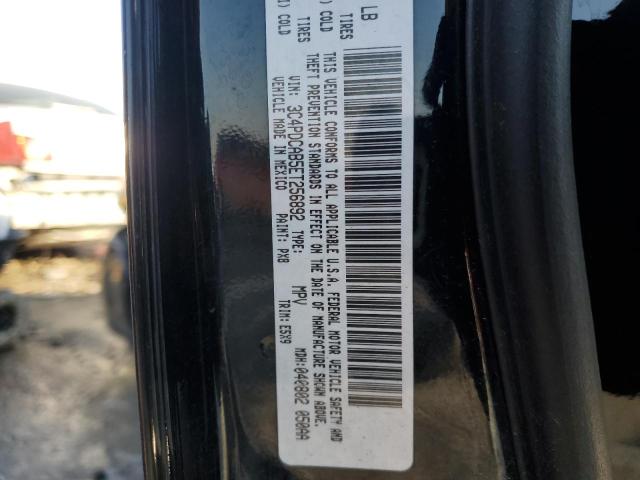 LB
TIRES COLD
TIRES COLD
THIS VEHICLE CONFORMS TO ALL APPLICABLE U.S.A. FEDERAL MOTOR VEHICLE SAFETY AND
THEFT PREVENTION STANDARDS IN EFFECT ON THE DATE OF MANUFACTURE SHOWN ABOVE.
VIN: 3C4PDCAB5ET256892 TYPE: MPV MDH:040802 050AA
VEHICLE MADE IN MEXICO PAINT: PX8 TRIM: E5X9